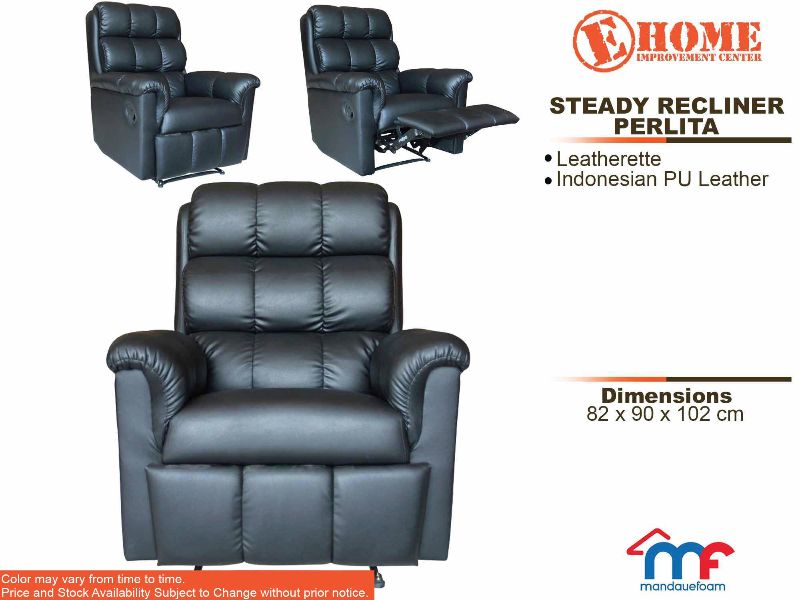 E HOME
IMPROVEMENT CENTER
STEADY RECLINER
PERLITA
• Leatherette
• Indonesian PU Leather
Dimensions
82 x 90 x 102 cm
mf
mandauefoam
Color may vary from time to time.
Price and Stock Availability Subject to Change without prior notice.